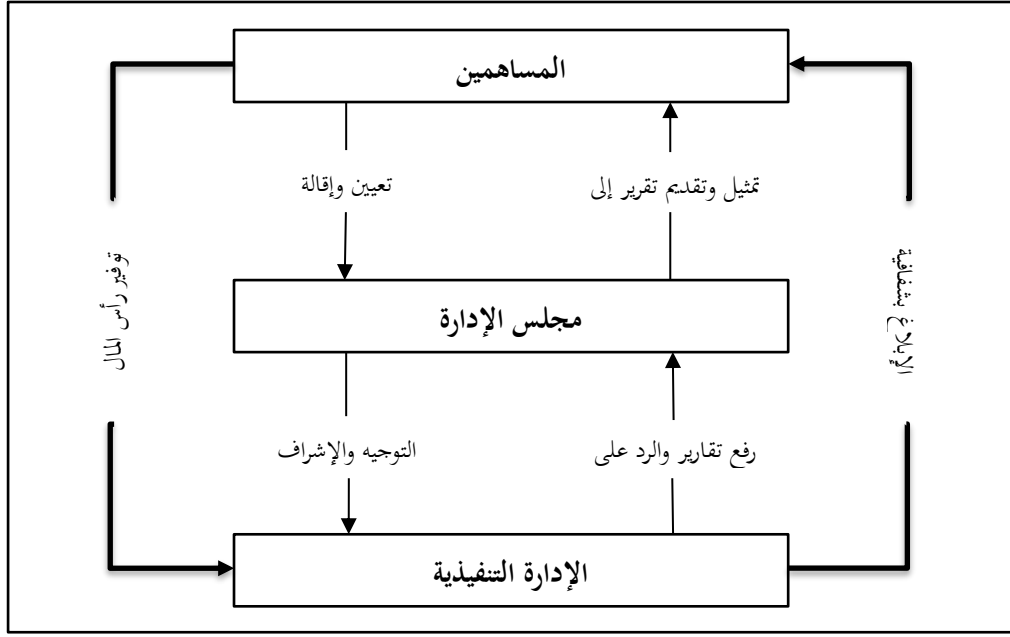 المساهمين
تمثيل وتقديم تقرير إلى
تعيين وإقالة
الإبلاغ بشفافية
توفير رأس المال
مجلس الإدارة
رفع تقارير والرد على
التوجيه والإشراف
الإدارة التنفيذية